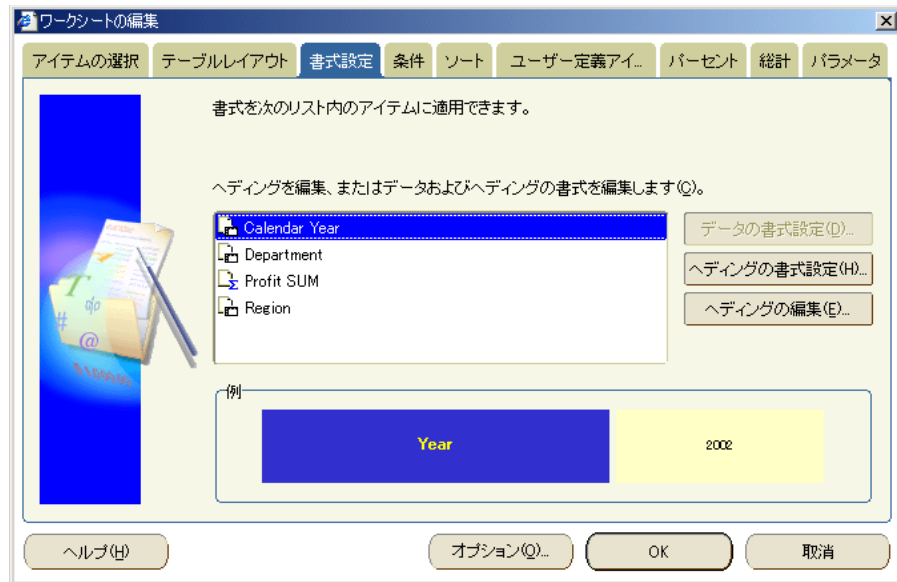 ワークシートの編集
アイテムの選択 テーブルレイアウト 書式設定 条件 ソート ユーザー定義アイ... パーセント 総計 パラメータ
書式を次のリスト内のアイテムに適用できます。
ヘディングを編集、またはデータおよびヘディングの書式を編集します(C)。
Calendar Year
Department
Profit SUM
Region
データの書式設定(D)...
ヘディングの書式設定(H)...
ヘディングの編集(E)...
例
Year 2002
ヘルプ(H) オプション(O)... OK 取消